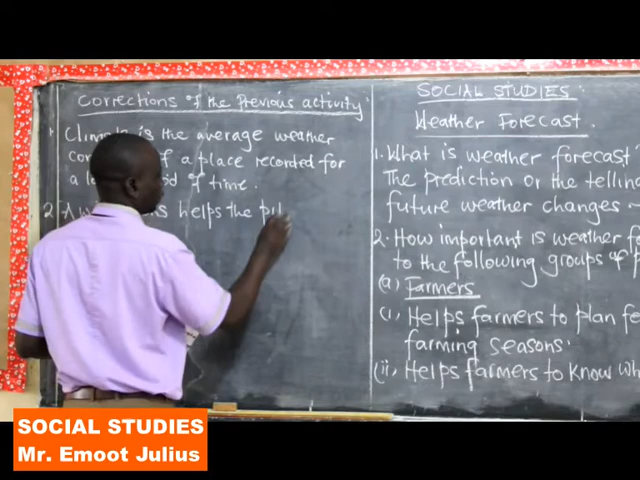 Corrections of the previous activity
1. Climate is the average weather
of a place recorded for
a of time.
2. helps the
SOCIAL STUDIES
Weather Forecast.
1. What is weather forecast?
The prediction or the telling
future weather changes
2. How important is weather
to the following groups of
(a) Farmers
(i), Helps farmers to plan
farming seasons.
(ii), Helps farmers to know
SOCIAL STUDIES
Mr. Emoot Julius